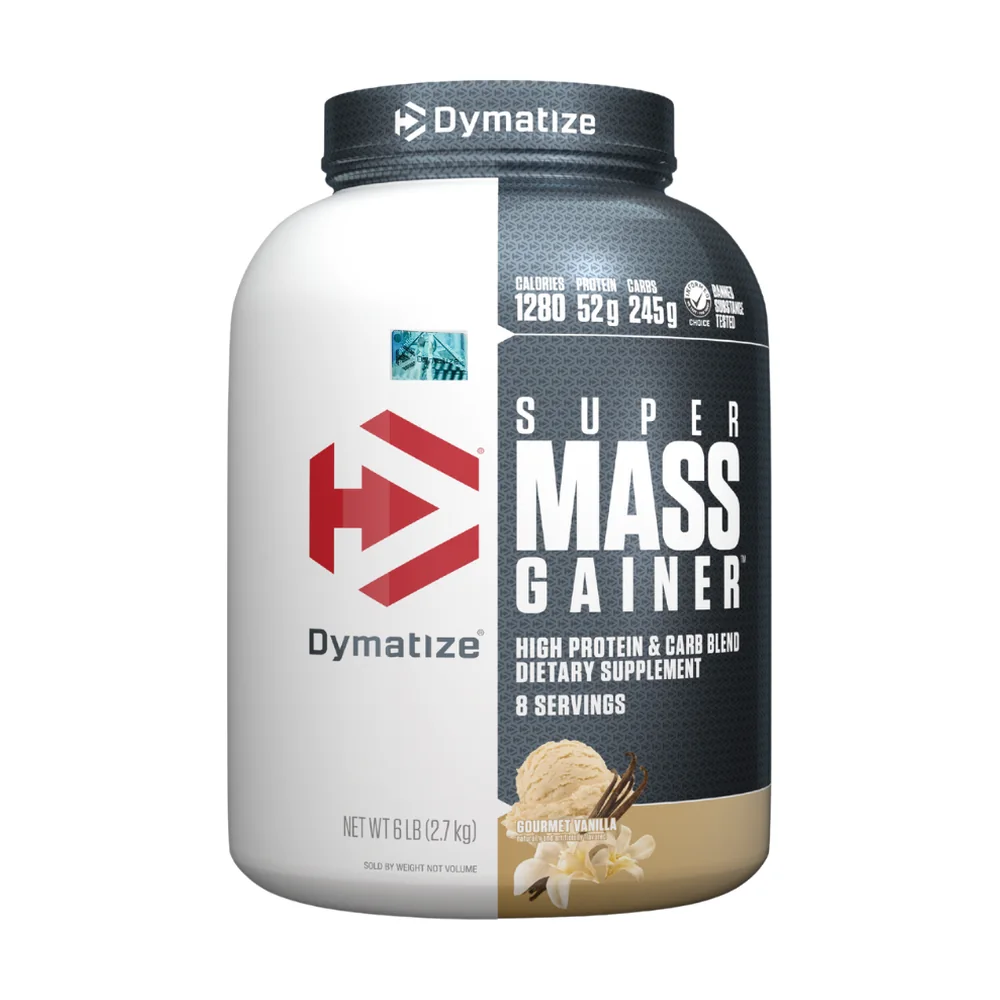 Dymatize
CALORIES PROTEIN CARBS
1280 52g 245g
CHOICE
BANNED
SUBSTANCE
TESTED
SUPER
MASS
GAINER™
HIGH PROTEIN & CARB BLEND
DIETARY SUPPLEMENT
8 SERVINGS
Dymatize®
GOURMET VANILLA
NET WT 6 LB (2.7 kg)
SOLD BY WEIGHT NOT VOLUME